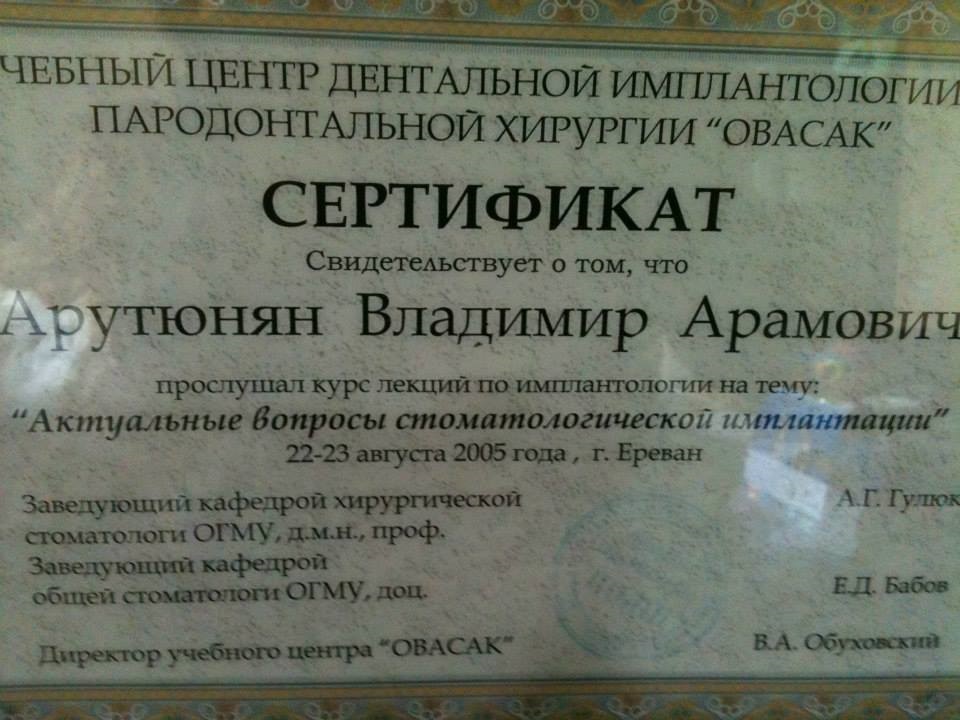 ЧЕБНЫЙ ЦЕНТР ДЕНТАЛЬНОЙ ИМПЛАНТОЛОГИИ
ПАРОДОНТАЛЬНОЙ ХИРУРГИИ “ОВАСАК”
СЕРТИФИКАТ
Свидетельствует о том, что
Арутюнян Владимир Арамович
прослушал курс лекций по имплантологии на тему:
“Актуальные вопросы стоматологической имплантации”
22-23 августа 2005 года , г. Ереван
Заведующий кафедрой хирургической
стоматологи ОГМУ, д.м.н., проф. А.Г. Гулюк
Заведующий кафедрой
общей стоматологи ОГМУ, доц. Е.Д. Бабов
Директор учебного центра “ОВАСАК” В.А. Обуховский